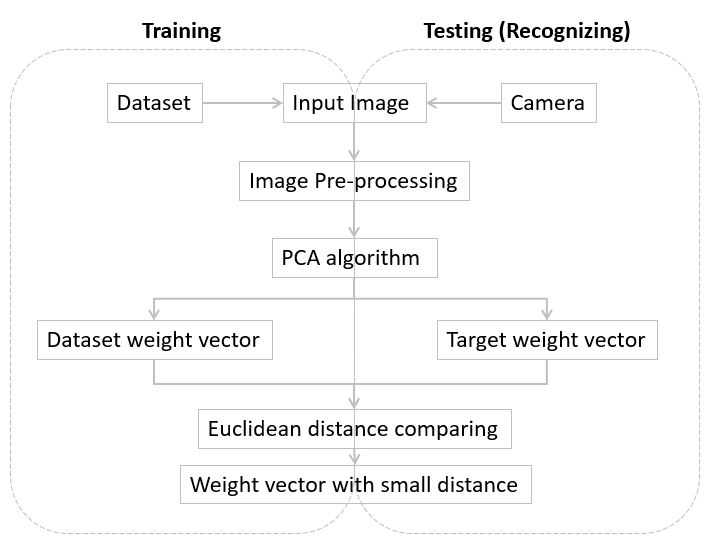 Training
Testing (Recognizing)
Dataset
Input Image
Camera
Image Pre-processing
PCA algorithm
Dataset weight vector
Target weight vector
Euclidean distance comparing
Weight vector with small distance